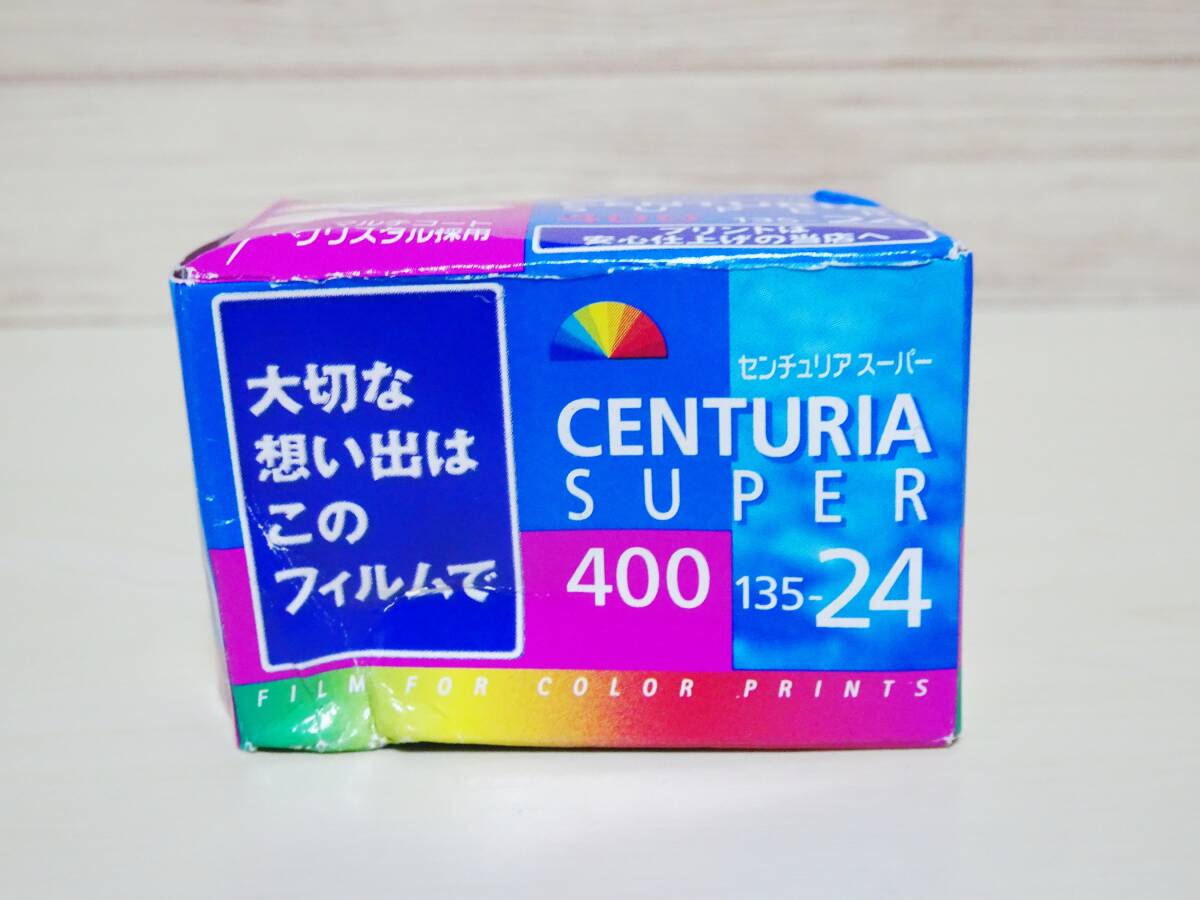 マルチコート
クリスタル採用
SUPER
400 135-24
プリントは
安心仕上げの当店へ
大切な
想い出は
この
フィルムで
センチュリア スーパー
CENTURIA
SUPER
400 135-24
FILM FOR COLOR PRINTS